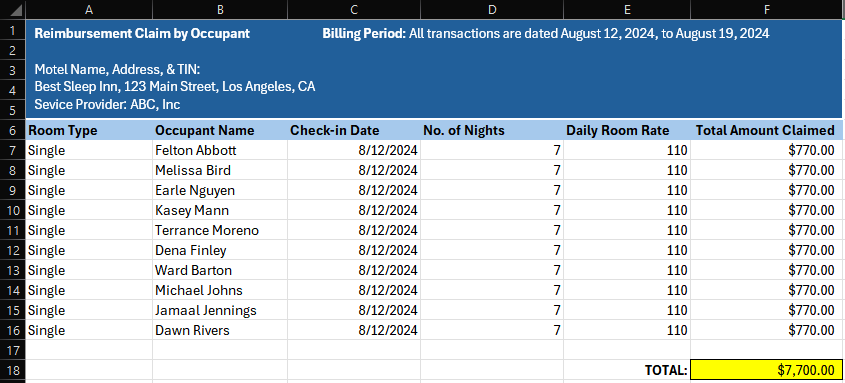 A B C D E F
1 Reimbursement Claim by Occupant Billing Period: All transactions are dated August 12, 2024, to August 19, 2024
2
3 Motel Name, Address, & TIN:
4 Best Sleep Inn, 123 Main Street, Los Angeles, CA
5 Sevice Provider: ABC, Inc
6 Room Type Occupant Name Check-in Date No. of Nights Daily Room Rate Total Amount Claimed
7 Single Felton Abbott 8/12/2024 7 110 $770.00
8 Single Melissa Bird 8/12/2024 7 110 $770.00
9 Single Earle Nguyen 8/12/2024 7 110 $770.00
10 Single Kasey Mann 8/12/2024 7 110 $770.00
11 Single Terrance Moreno 8/12/2024 7 110 $770.00
12 Single Dena Finley 8/12/2024 7 110 $770.00
13 Single Ward Barton 8/12/2024 7 110 $770.00
14 Single Michael Johns 8/12/2024 7 110 $770.00
15 Single Jamaal Jennings 8/12/2024 7 110 $770.00
16 Single Dawn Rivers 8/12/2024 7 110 $770.00
17
18 TOTAL: $7,700.00